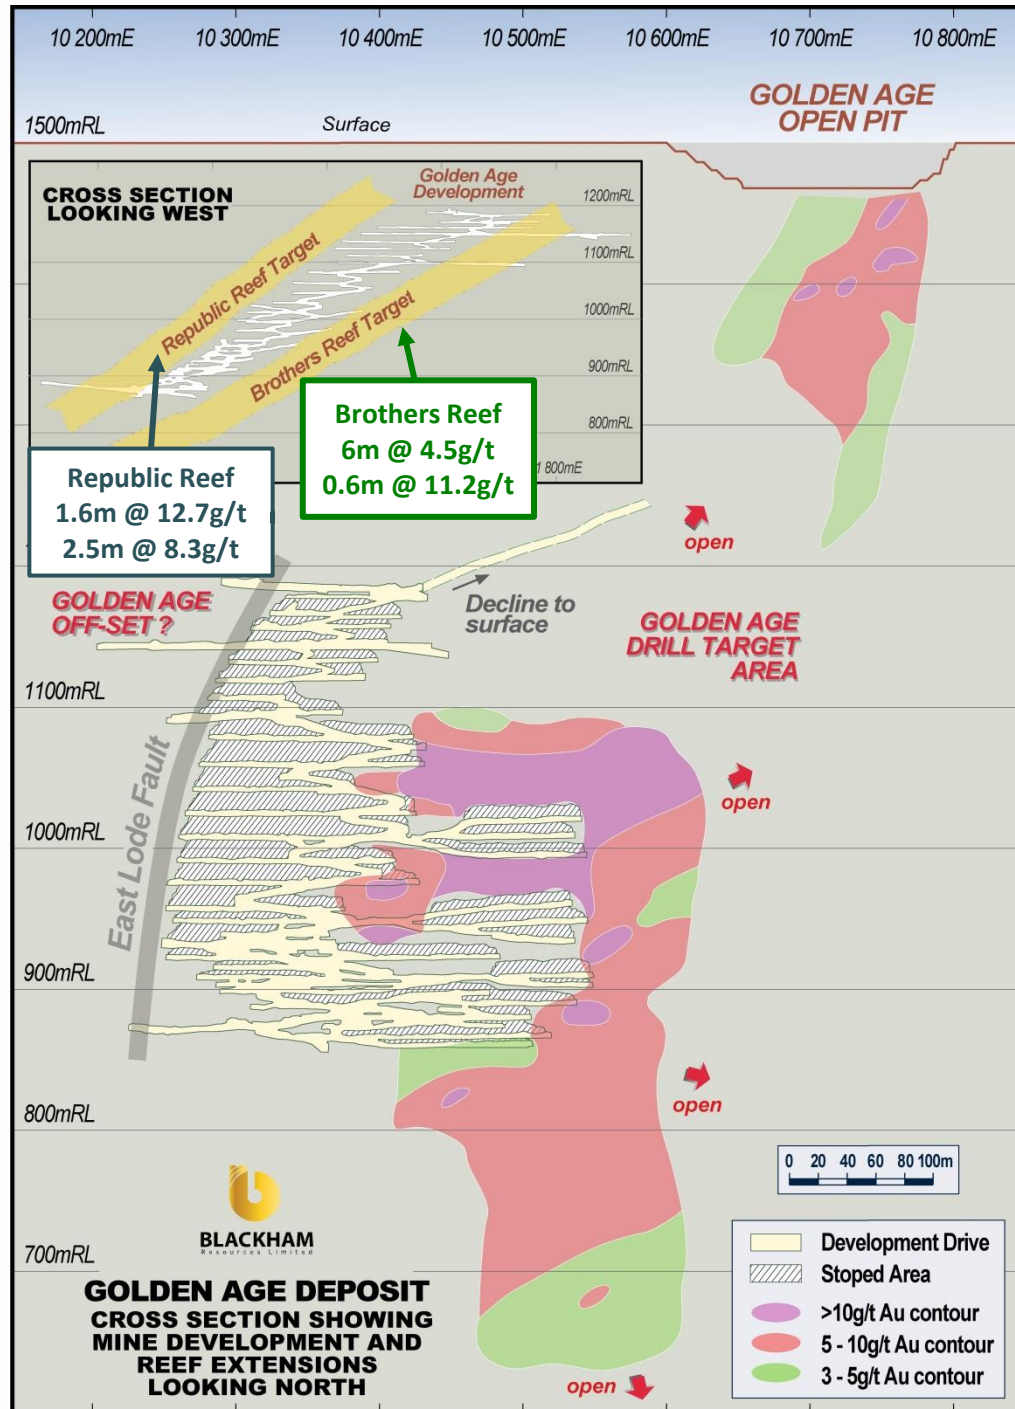 10 200mE 10 300mE 10 400mE 10 500mE 10 600mE 10 700mE 10 800mE
GOLDEN AGE
OPEN PIT
1500mRL
Surface
CROSS SECTION
LOOKING WEST
Golden Age
Development
1200mRL
1100mRL
1000mRL
900mRL
800mRL
1 800mE
Republic Reef Target
Brothers Reef Target
Republic Reef
1.6m @ 12.7g/t
2.5m @ 8.3g/t
Brothers Reef
6m @ 4.5g/t
0.6m @ 11.2g/t
open
GOLDEN AGE
OFF-SET ?
Decline to
surface
GOLDEN AGE
DRILL TARGET
AREA
1100mRL
East Lode Fault
open
1000mRL
900mRL
open
800mRL
0 20 40 60 80 100m
BLACKHAM
Resources Limited
700mRL
GOLDEN AGE DEPOSIT
CROSS SECTION SHOWING
MINE DEVELOPMENT AND
REEF EXTENSIONS
LOOKING NORTH
open
Development Drive
Stoped Area
>10g/t Au contour
5 - 10g/t Au contour
3 - 5g/t Au contour